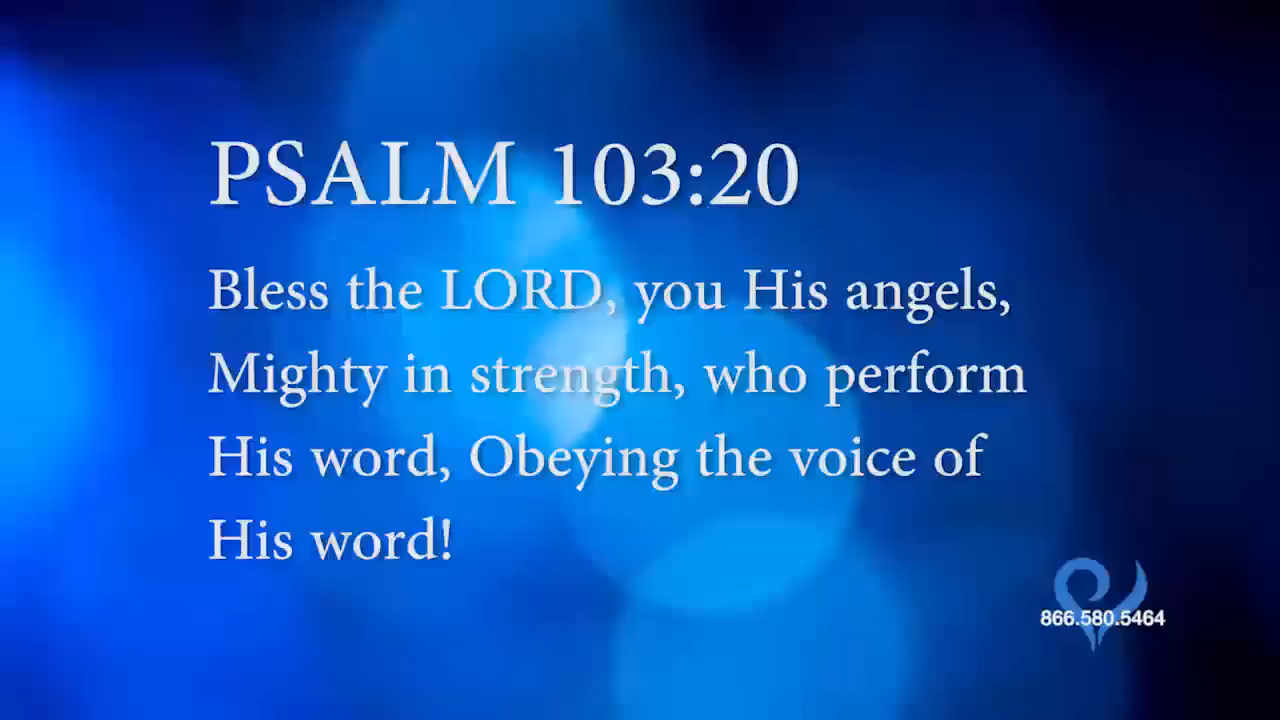 PSALM 103:20
Bless the LORD, you His angels,
Mighty in strength, who perform
His word, Obeying the voice of
His word!
866.580.5464